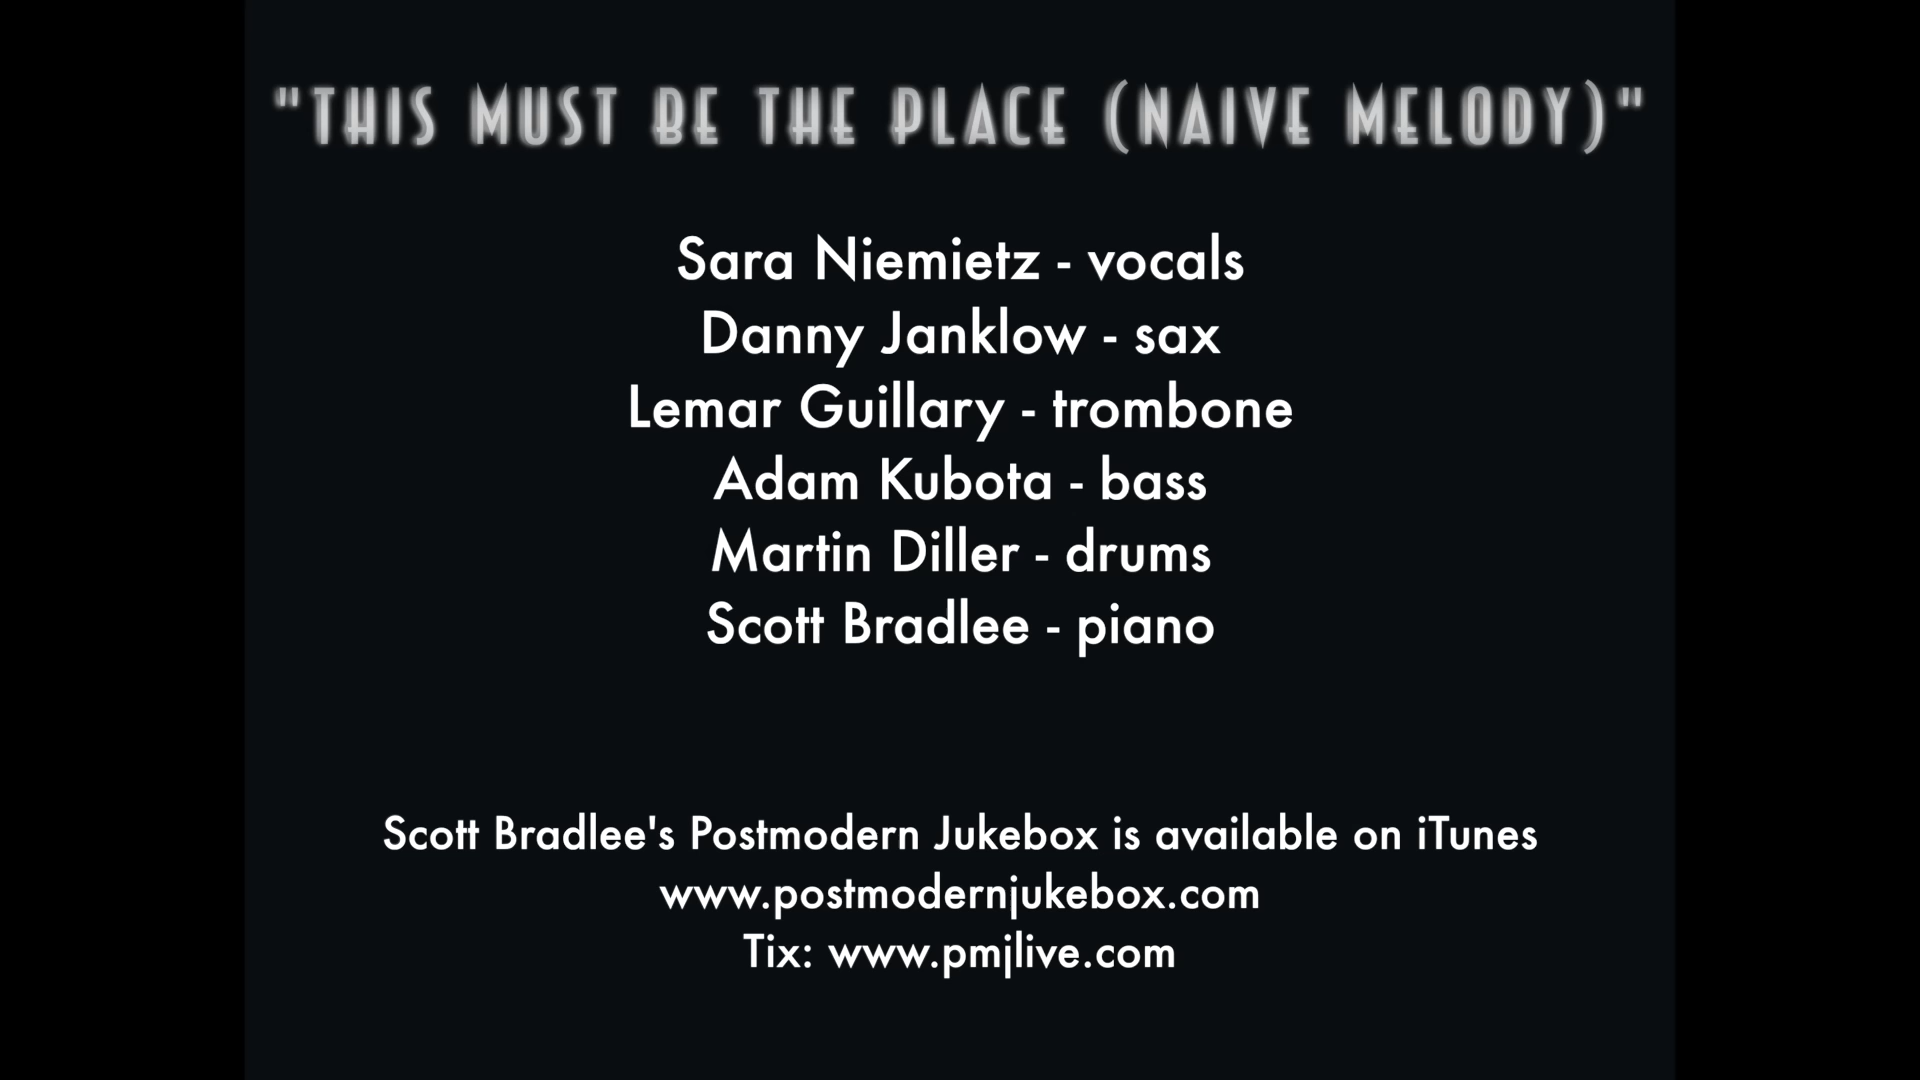 "THIS MUST BE THE PLACE (NAIVE MELODY)"
Sara Niemietz - vocals
Danny Janklow - sax
Lemar Guillary - trombone
Adam Kubota - bass
Martin Diller - drums
Scott Bradlee - piano
Scott Bradlee's Postmodern Jukebox is available on iTunes
www.postmodernjukebox.com
Tix: www.pmjlive.com